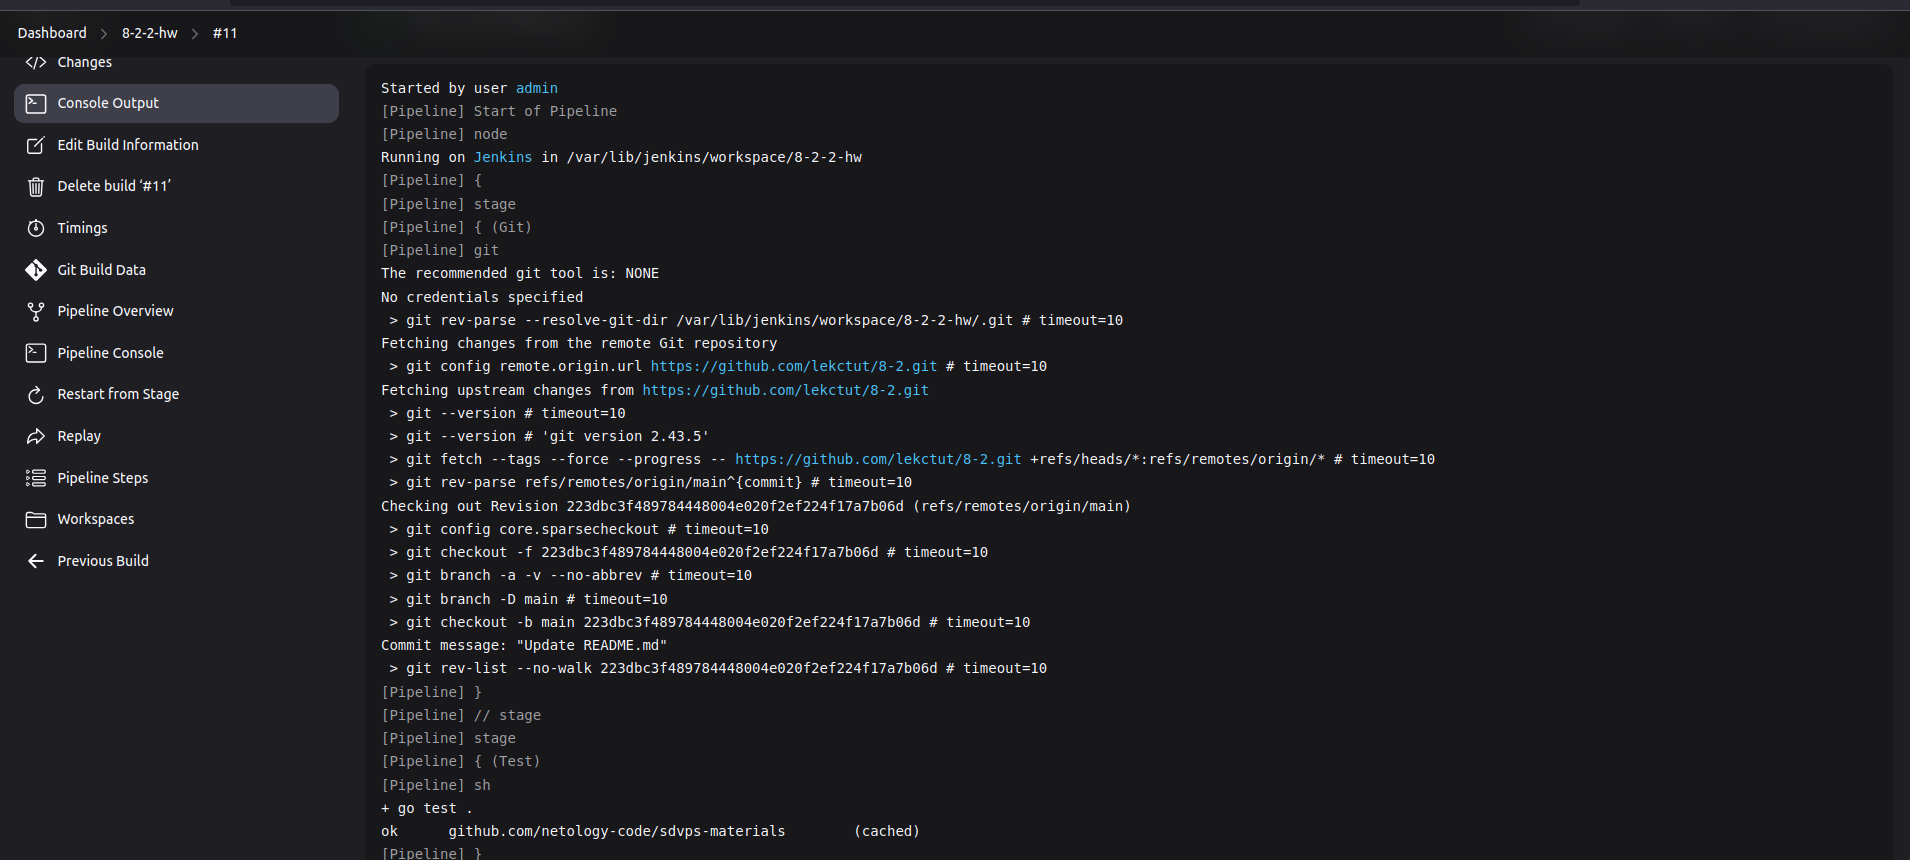 Dashboard > 8-2-2-hw > #11
Changes
Console Output
Edit Build Information
Delete build ‘#11’
Timings
Git Build Data
Pipeline Overview
Pipeline Console
Restart from Stage
Replay
Pipeline Steps
Workspaces
Previous Build
Started by user admin
[Pipeline] Start of Pipeline
[Pipeline] node
Running on Jenkins in /var/lib/jenkins/workspace/8-2-2-hw
[Pipeline] {
[Pipeline] stage
[Pipeline] { (Git)
[Pipeline] git
The recommended git tool is: NONE
No credentials specified
 > git rev-parse --resolve-git-dir /var/lib/jenkins/workspace/8-2-2-hw/.git # timeout=10
Fetching changes from the remote Git repository
 > git config remote.origin.url https://github.com/lekctut/8-2.git # timeout=10
Fetching upstream changes from https://github.com/lekctut/8-2.git
 > git --version # timeout=10
 > git --version # 'git version 2.43.5'
 > git fetch --tags --force --progress -- https://github.com/lekctut/8-2.git +refs/heads/*:refs/remotes/origin/* # timeout=10
 > git rev-parse refs/remotes/origin/main^{commit} # timeout=10
Checking out Revision 223dbc3f489784448004e020f2ef224f17a7b06d (refs/remotes/origin/main)
 > git config core.sparsecheckout # timeout=10
 > git checkout -f 223dbc3f489784448004e020f2ef224f17a7b06d # timeout=10
 > git branch -a -v --no-abbrev # timeout=10
 > git branch -D main # timeout=10
 > git checkout -b main 223dbc3f489784448004e020f2ef224f17a7b06d # timeout=10
Commit message: "Update README.md"
 > git rev-list --no-walk 223dbc3f489784448004e020f2ef224f17a7b06d # timeout=10
[Pipeline] }
[Pipeline] // stage
[Pipeline] stage
[Pipeline] { (Test)
[Pipeline] sh
+ go test .
ok      github.com/netology-code/sdvps-materials        (cached)
[Pipeline] }